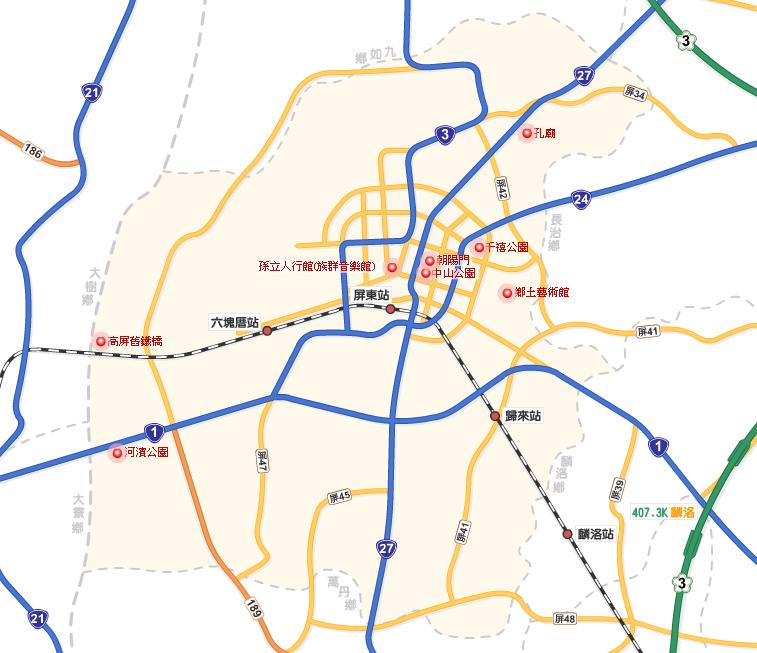 3
九如鄉
27
21
屏34
3
孔廟
186
屏42
24
長治鄉
千禧公園
朝陽門
孫立人行館(族群音樂館)
中山公園
大樹鄉
屏東站
鄉土藝術館
六塊厝站
屏41
高屏舊鐵橋
歸來站
1
1
河濱公園
屏47
麟洛鄉
屏39
屏45
407.3K 麟洛
大寮鄉
屏41
麟洛站
27
3
萬丹鄉
189
21
屏48